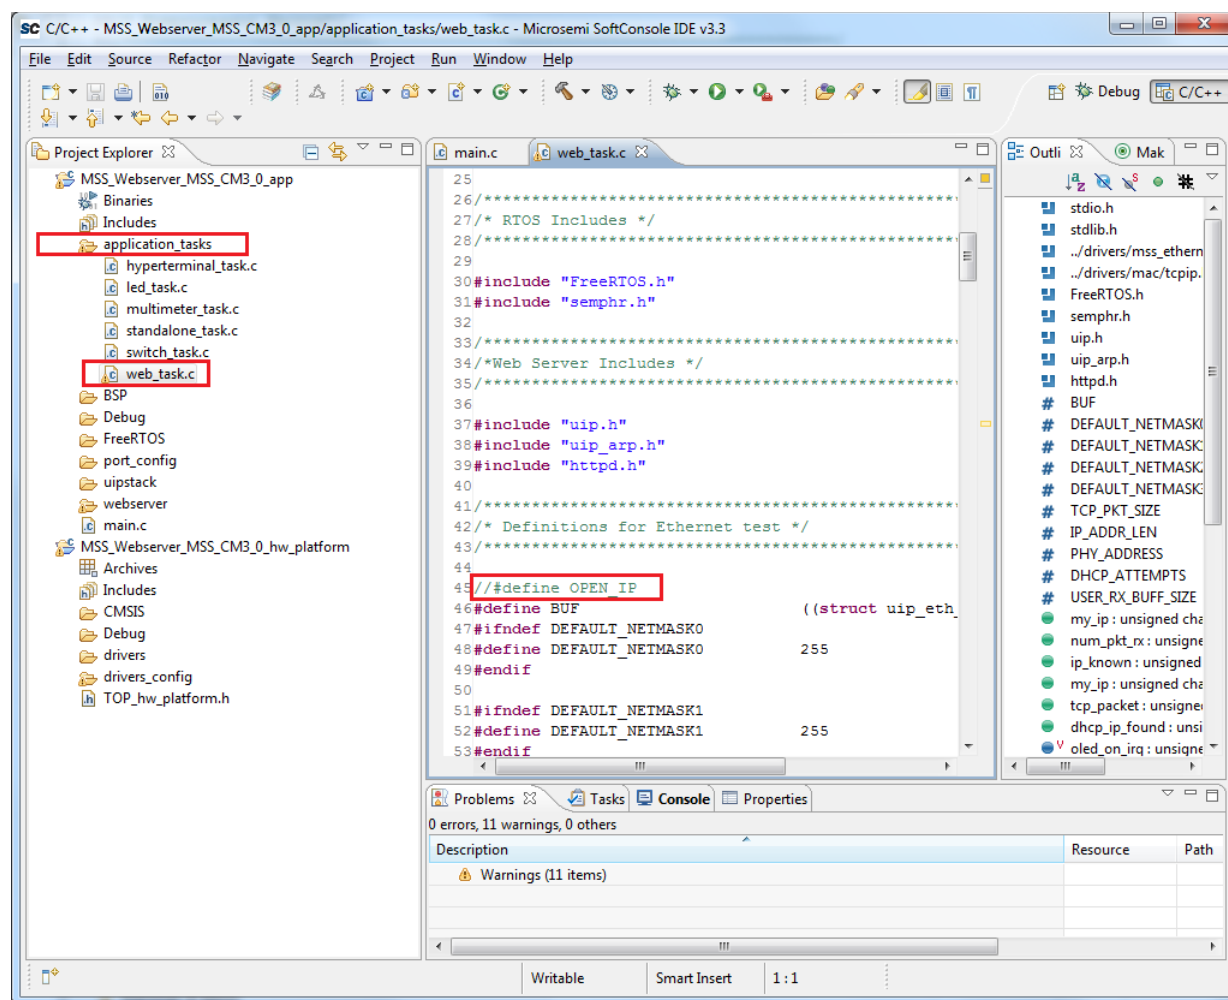 SC C/C++ - MSS_Webserver_MSS_CM3_0_app/application_tasks/web_task.c - Microsemi SoftConsole IDE v3.3
File Edit Source Refactor Navigate Search Project Run Window Help
Debug C/C++
Project Explorer
MSS_Webserver_MSS_CM3_0_app
Binaries
Includes
application_tasks
hyperterminal_task.c
led_task.c
multimeter_task.c
standalone_task.c
switch_task.c
web_task.c
BSP
Debug
FreeRTOS
port_config
uipstack
webserver
main.c
MSS_Webserver_MSS_CM3_0_hw_platform
Archives
Includes
CMSIS
Debug
drivers
drivers_config
TOP_hw_platform.h
main.c web_task.c
25
26 /**************************************************
27 /* RTOS Includes */
28 /**************************************************
29
30 #include "FreeRTOS.h"
31 #include "semphr.h"
32
33 /**************************************************
34 /*Web Server Includes */
35 /**************************************************
36
37 #include "uip.h"
38 #include "uip_arp.h"
39 #include "httpd.h"
40
41 /**************************************************
42 /* Definitions for Ethernet test */
43 /**************************************************
44
45 //#define OPEN_IP
46 #define BUF ((struct uip_eth_
47 #ifndef DEFAULT_NETMASK0
48 #define DEFAULT_NETMASK0 255
49 #endif
50
51 #ifndef DEFAULT_NETMASK1
52 #define DEFAULT_NETMASK1 255
53 #endif
Outli Mak
stdio.h
stdlib.h
../drivers/mss_ethern
../drivers/mac/tcpip.
FreeRTOS.h
semphr.h
uip.h
uip_arp.h
httpd.h
# BUF
# DEFAULT_NETMASK
# DEFAULT_NETMASK
# DEFAULT_NETMASK
# DEFAULT_NETMASK
# TCP_PKT_SIZE
# IP_ADDR_LEN
# PHY_ADDRESS
# DHCP_ATTEMPTS
# USER_RX_BUFF_SIZE
my_ip : unsigned cha
num_pkt_rx : unsigne
ip_known : unsigned
my_ip : unsigned cha
tcp_packet : unsigne
dhcp_ip_found : unsi
oled_on_irq : unsigne
Problems Tasks Console Properties
0 errors, 11 warnings, 0 others
Description Resource Path
Warnings (11 items)
Writable Smart Insert 1 : 1